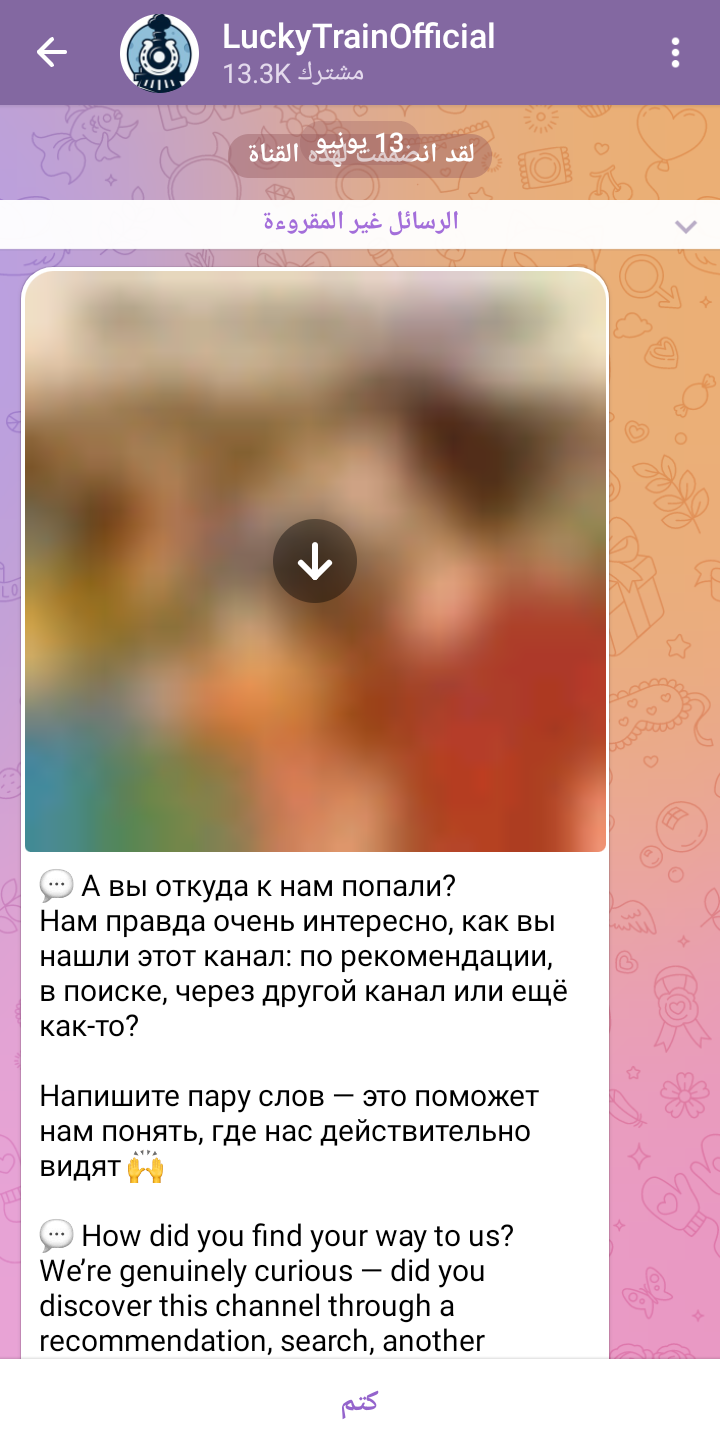 LuckyTrainOfficial
13.3K مشترك
13 يونيو
لقد انضممت لهذه القناة
الرسائل غير المقروءة
💬 А вы откуда к нам попали?
Нам правда очень интересно, как вы
нашли этот канал: по рекомендации,
в поиске, через другой канал или ещё
как-то?
Напишите пару слов — это поможет
нам понять, где нас действительно
видят 🙌
💬 How did you find your way to us?
We’re genuinely curious — did you
discover this channel through a
recommendation, search, another
كتم